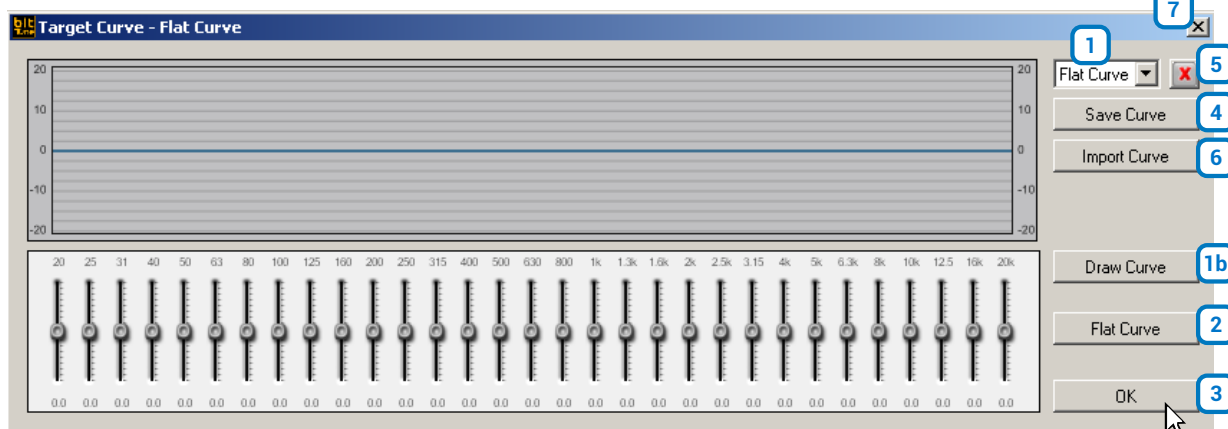 7
bit Tune Target Curve - Flat Curve X
1
Flat Curve X 5
Save Curve 4
Import Curve 6
20 20
10 10
0 0
-10 -10
-20 -20
20 25 31 40 50 63 80 100 125 160 200 250 315 400 500 630 800 1k 1.3k 1.6k 2k 2.5k 3.15 4k 5k 6.3k 8k 10k 12.5 16k 20k
0.0 0.0 0.0 0.0 0.0 0.0 0.0 0.0 0.0 0.0 0.0 0.0 0.0 0.0 0.0 0.0 0.0 0.0 0.0 0.0 0.0 0.0 0.0 0.0 0.0 0.0 0.0 0.0 0.0 0.0 0.0
Draw Curve 1b
Flat Curve 2
OK 3